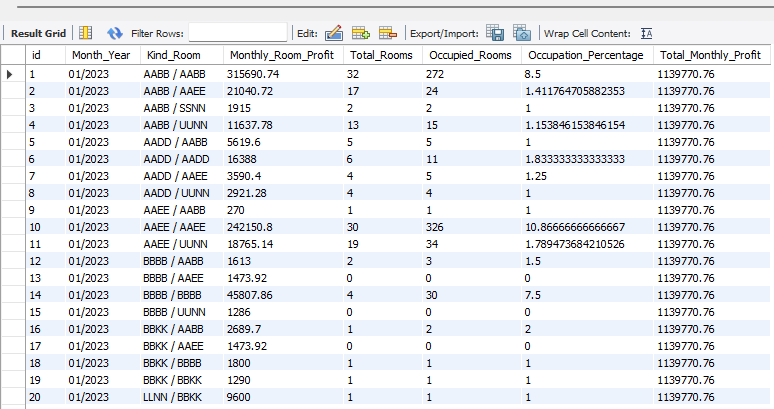 Result Grid Filter Rows: Edit: Export/Import: Wrap Cell Content: IA
id Month_Year Kind_Room Monthly_Room_Profit Total_Rooms Occupied_Rooms Occupation_Percentage Total_Monthly_Profit
1 01/2023 AABB / AABB 315690.74 32 272 8.5 1139770.76
2 01/2023 AABB / AAEE 21040.72 17 24 1.411764705882353 1139770.76
3 01/2023 AABB / SSNN 1915 2 2 1 1139770.76
4 01/2023 AABB / UUNN 11637.78 13 15 1.153846153846154 1139770.76
5 01/2023 AADD / AABB 5619.6 5 5 1 1139770.76
6 01/2023 AADD / AADD 16388 6 11 1.833333333333333 1139770.76
7 01/2023 AADD / AAEE 3590.4 4 5 1.25 1139770.76
8 01/2023 AADD / UUNN 2921.28 4 4 1 1139770.76
9 01/2023 AAEE / AABB 270 1 1 1 1139770.76
10 01/2023 AAEE / AAEE 242150.8 30 326 10.86666666666667 1139770.76
11 01/2023 AAEE / UUNN 18765.14 19 34 1.789473684210526 1139770.76
12 01/2023 BBBB / AABB 1613 2 3 1.5 1139770.76
13 01/2023 BBBB / AAEE 1473.92 0 0 0 1139770.76
14 01/2023 BBBB / BBBB 45807.86 4 30 7.5 1139770.76
15 01/2023 BBBB / UUNN 1286 0 0 0 1139770.76
16 01/2023 BBKK / AABB 2689.7 1 2 2 1139770.76
17 01/2023 BBKK / AAEE 1473.92 0 0 0 1139770.76
18 01/2023 BBKK / BBBB 1800 1 1 1 1139770.76
19 01/2023 BBKK / BBKK 1290 1 1 1 1139770.76
20 01/2023 LLNN / BBKK 9600 1 1 1 1139770.76